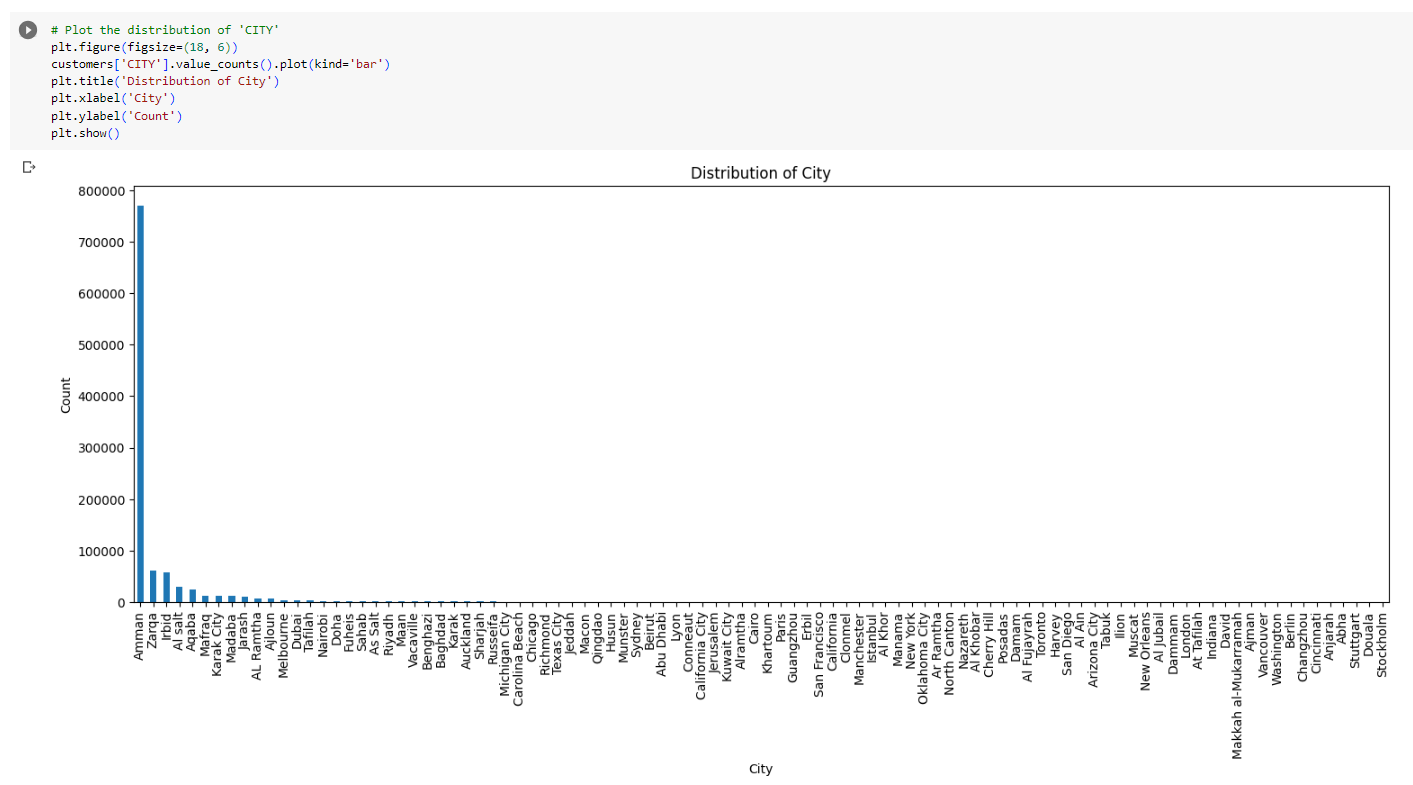 # Plot the distribution of 'CITY'
plt.figure(figsize=(18, 6))
customers['CITY'].value_counts().plot(kind='bar')
plt.title('Distribution of City')
plt.xlabel('City')
plt.ylabel('Count')
plt.show()
Distribution of City
800000
700000
600000
500000
400000
300000
200000
100000
0
Count
Amman
Zarqa
Irbid
Al salt
Aqaba
Mafraq
Karak City
Madaba
Jarash
AL Ramtha
Ajloun
Melbourne
Dubai
Tafilah
Nairobi
Doha
Fuheis
Sahab
As Salt
Riyadh
Maan
Vacaville
Benghazi
Baghdad
Karak
Auckland
Sharjah
Russeifa
Michigan City
Carolina Beach
Chicago
Richmond
Texas City
Jeddah
Macon
Qingdao
Husun
Munster
Sydney
Beirut
Abu Dhabi
Lyon
Conneaut
California City
Jerusalem
Kuwait City
Alramtha
Cairo
Khartoum
Paris
Guangzhou
Erbil
San Francisco
California
Clonmel
Manchester
Istanbul
Al Khor
Manama
New York
Oklahoma City
Ar Ramtha
North Canton
Nazareth
Al Khobar
Cherry Hill
Posadas
Damam
Al Fujayrah
Toronto
Harvey
San Diego
Al Ain
Arizona City
Tabuk
Ilion
Muscat
New Orleans
Al Jubail
Dammam
London
At Tafilah
Indiana
David
Makkah al-Mukarramah
Ajman
Vancouver
Washington
Berlin
Changzhou
Cincinnati
Anjarah
Abha
Stuttgart
Douala
Stockholm
City